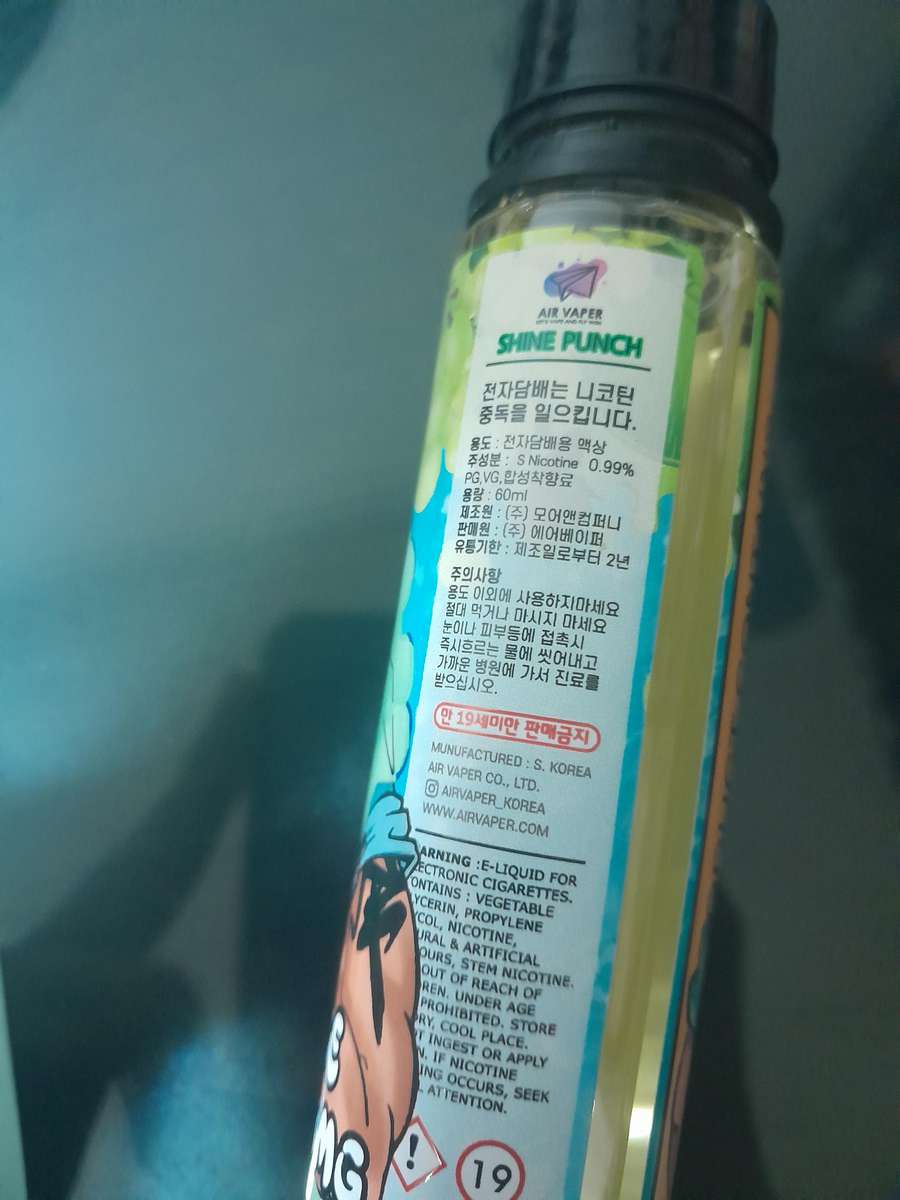 AIR VAPER
SHINE PUNCH
전자담배는 니코틴
중독을 일으킵니다.
용도 : 전자담배용 액상
주성분 : S Nicotine 0.99%
PG,VG,합성착향료
용량 : 60ml
제조원 : (주) 모어앤컴퍼니
판매원 : (주) 에어베이퍼
유통기한 : 제조일로부터 2년
주의사항
용도 이외에 사용하지마세요
절대 먹거나 마시지 마세요
눈이나 피부등에 접촉시
즉시흐르는 물에 씻어내고
가까운 병원에 가서 진료를
받으십시오.
만 19세미만 판매금지
MUNUFACTURED : S. KOREA
AIR VAPER CO., LTD.
AIRVAPER_KOREA
WWW.AIRVAPER.COM
ARNING :E-LIQUID FOR
ECTRONIC CIGARETTES.
ONTAINS : VEGETABLE
YCERIN, PROPYLENE
COL, NICOTINE,
URAL & ARTIFICIAL
OURS, STEM NICOTINE.
OUT OF REACH OF
REN. UNDER AGE
PROHIBITED. STORE
RY, COOL PLACE.
T INGEST OR APPLY
N. IF NICOTINE
ING OCCURS, SEEK
L ATTENTION.
E
MG
!
19